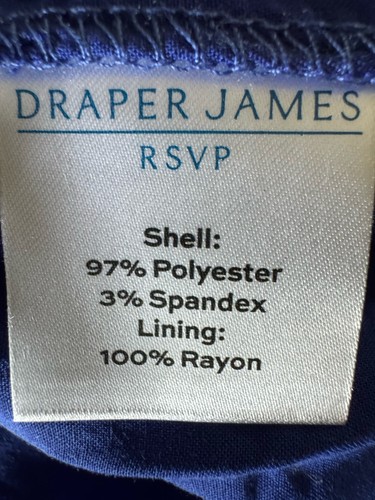 DRAPER JAMES
RSVP
Shell:
97% Polyester
3% Spandex
Lining:
100% Rayon